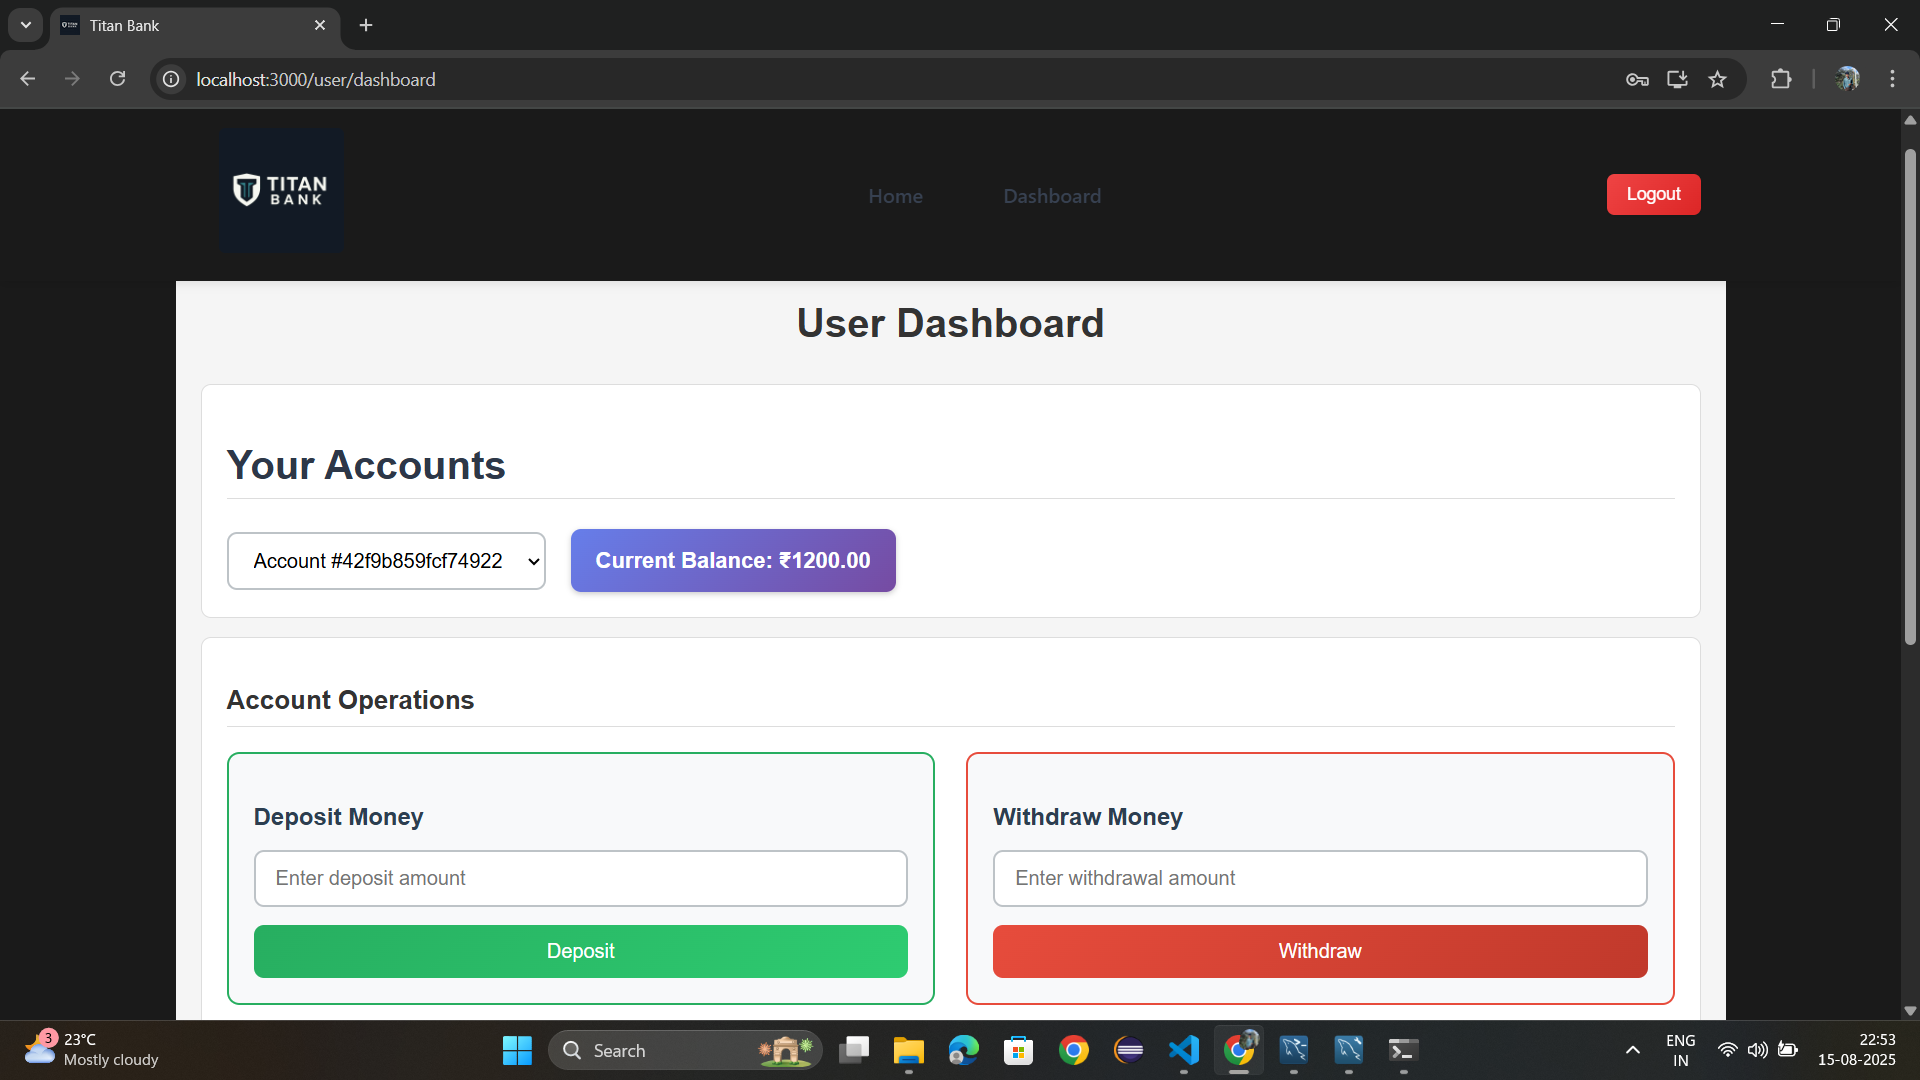 Titan Bank
localhost:3000/user/dashboard
TITAN
BANK
Home
Dashboard
Logout
User Dashboard
Your Accounts
Account #42f9b859fcf74922
Current Balance: ₹1200.00
Account Operations
Deposit Money
Withdraw Money
Enter deposit amount
Enter withdrawal amount
Deposit
Withdraw
3
23°C
Mostly cloudy
Search
ENG
IN
22:53
15-08-2025